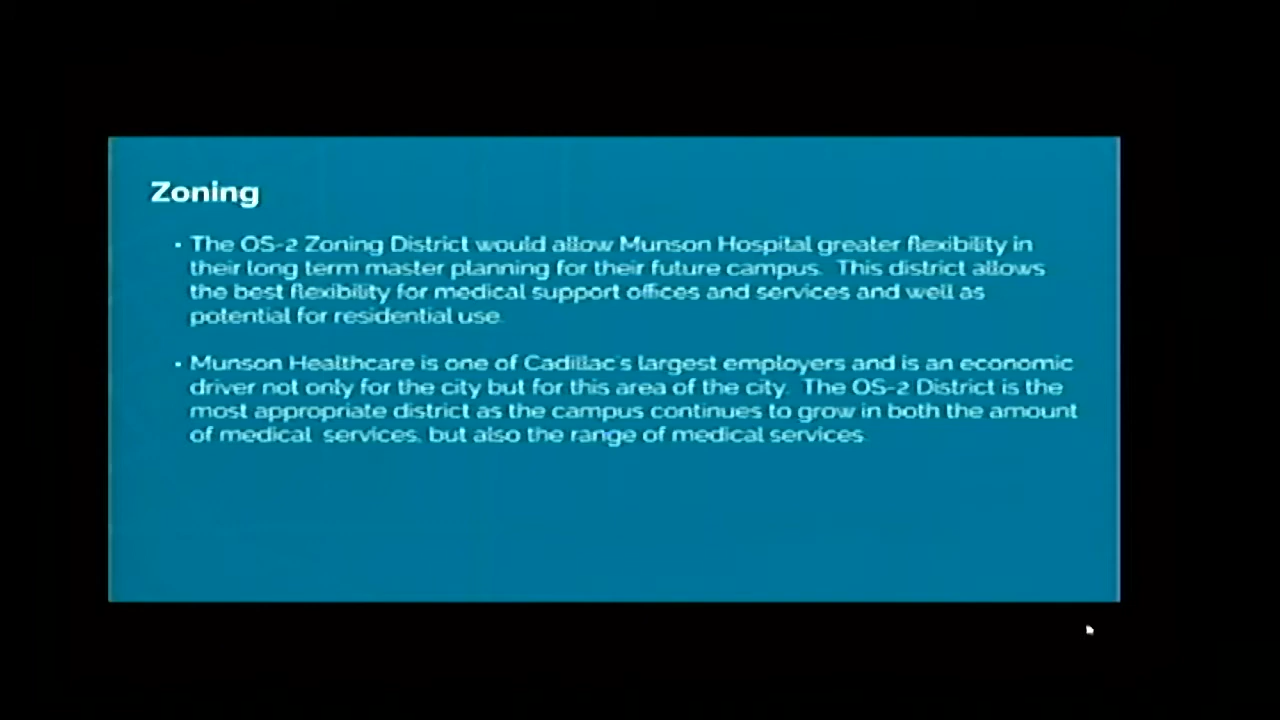 Zoning
• The OS-2 Zoning District would allow Munson Hospital greater flexibility in
their long term master planning for their future campus. This district allows
the best flexibility for medical support offices and services and well as
potential for residential use.
• Munson Healthcare is one of Cadillac's largest employers and is an economic
driver not only for the city but for this area of the city. The OS-2 District is the
most appropriate district as the campus continues to grow in both the amount
of medical services, but also the range of medical services.